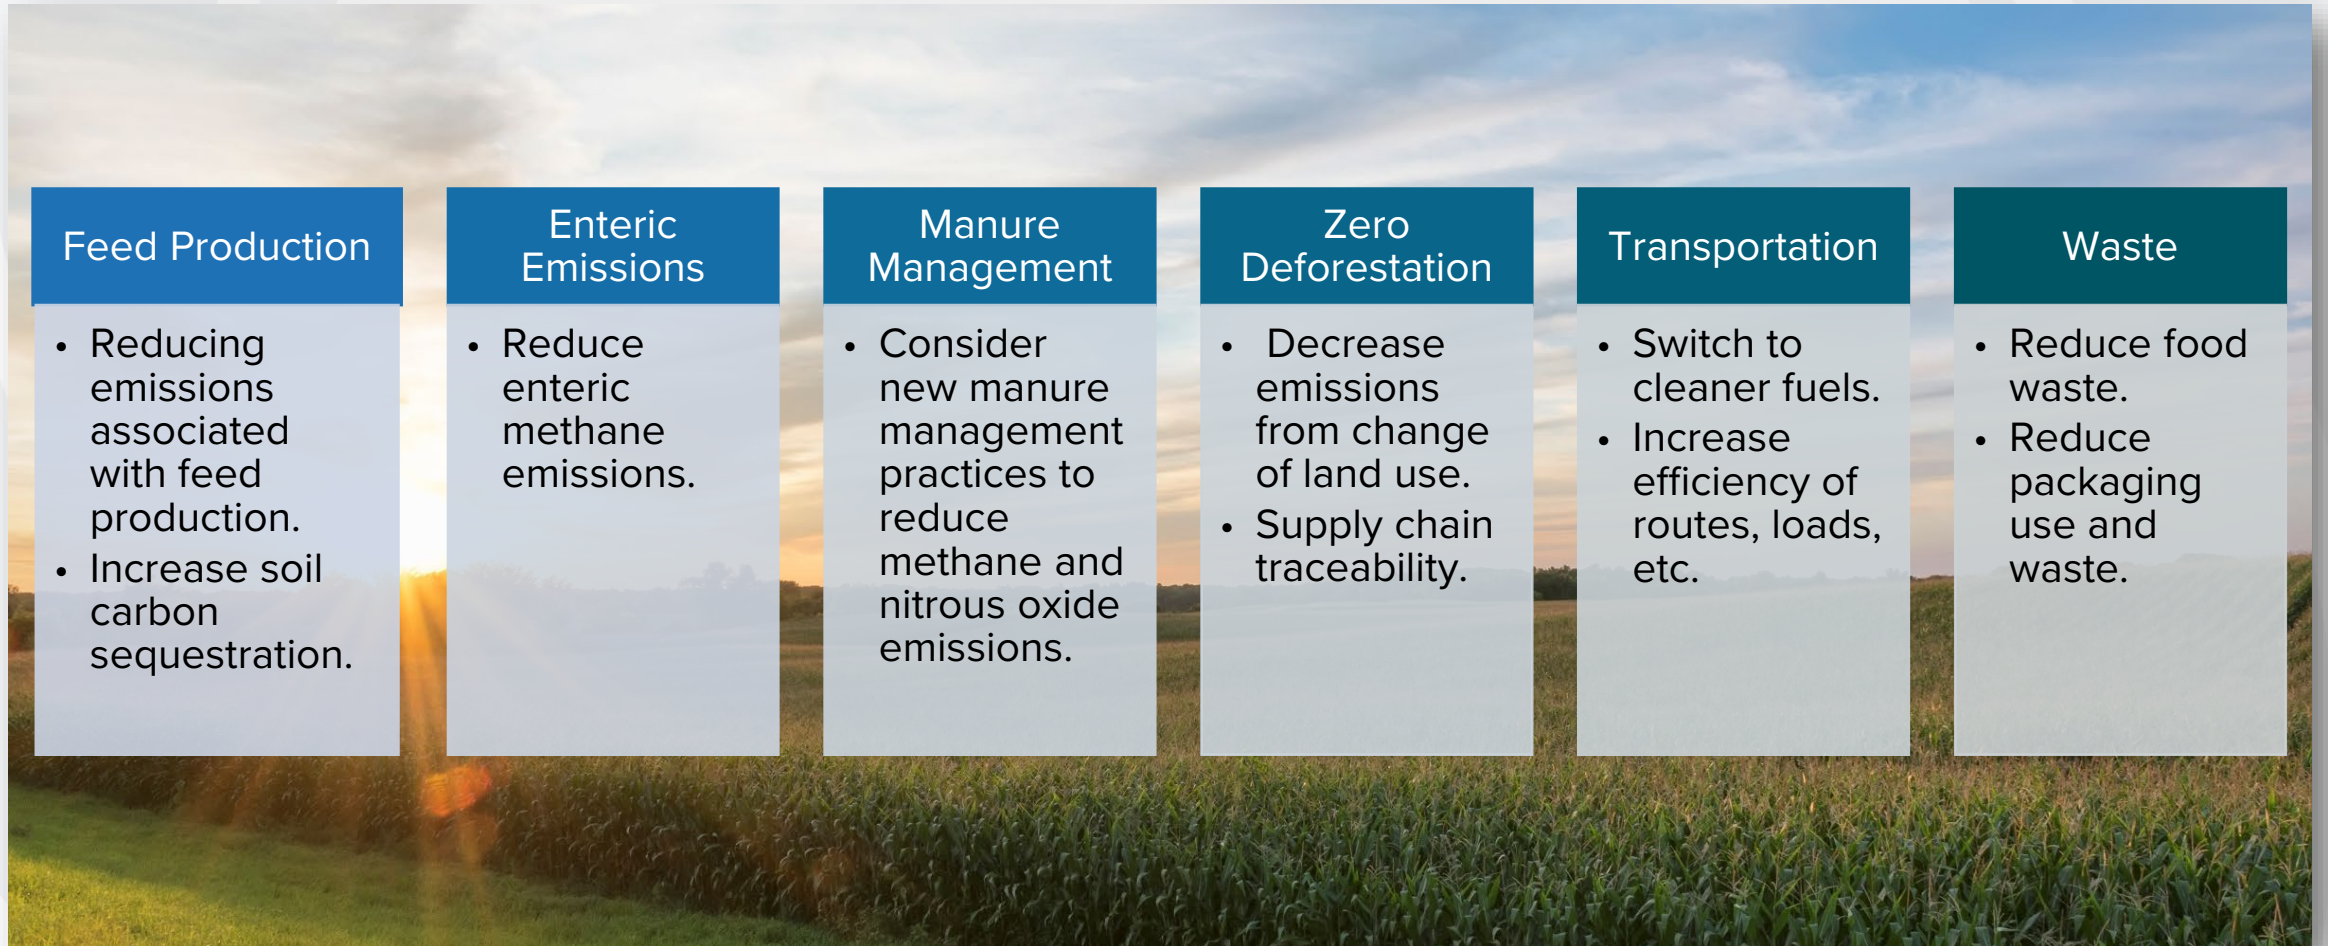 Feed Production
• Reducing
emissions
associated
with feed
production.
• Increase soil
carbon
sequestration.
Enteric
Emissions
• Reduce
enteric
methane
emissions.
Manure
Management
• Consider
new manure
management
practices to
reduce
methane and
nitrous oxide
emissions.
Zero
Deforestation
• Decrease
emissions
from change
of land use.
• Supply chain
traceability.
Transportation
• Switch to
cleaner fuels.
• Increase
efficiency of
routes, loads,
etc.
Waste
• Reduce food
waste.
• Reduce
packaging
use and
waste.